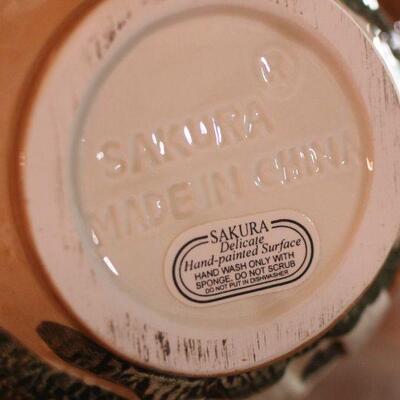 ®
SAKURA
MADE IN CHINA
SAKURA
Delicate
Hand-painted Surface
HAND WASH ONLY WITH
SPONGE. DO NOT SCRUB
DO NOT PUT IN DISHWASHER